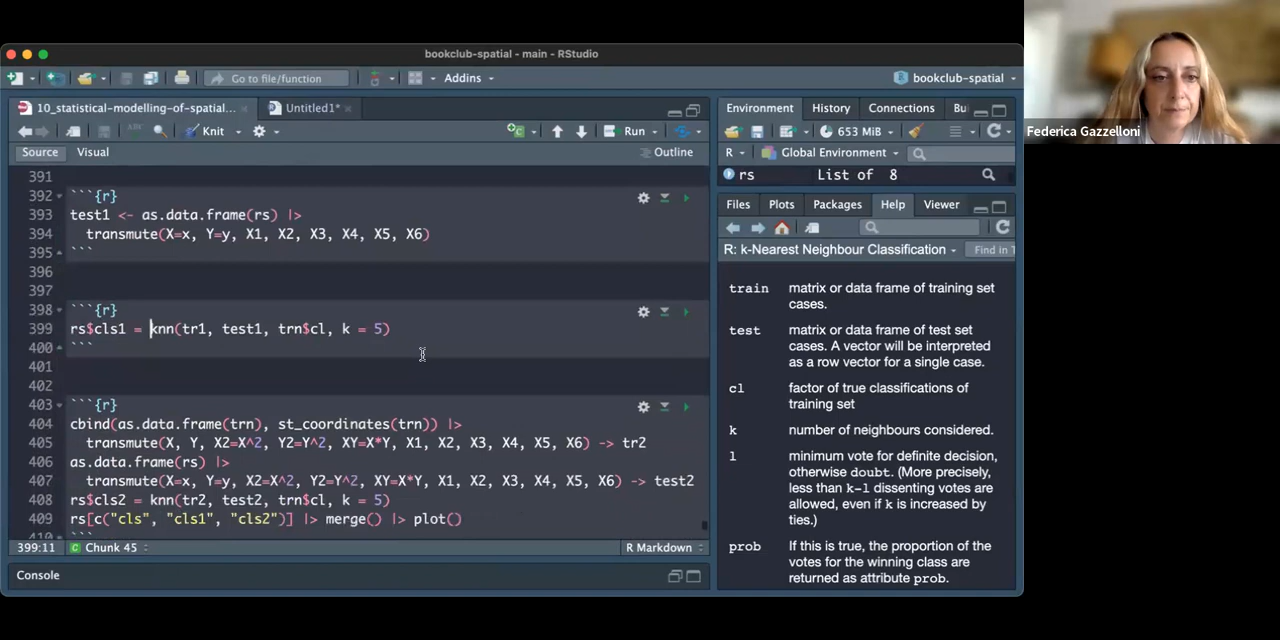 bookclub-spatial - main - RStudio
Go to file/function
Addins
bookclub-spatial
10_statistical-modelling-of-spatial...
Untitled1*
Knit
Run
Source
Visual
Outline
391
392 ```{r}
393 test1 <- as.data.frame(rs) |>
394 transmute(X=x, Y=y, X1, X2, X3, X4, X5, X6)
395 ```
396
397
398 ```{r}
399 rs$cls1 = knn(tr1, test1, trn$cl, k = 5)
400 ```
401
402
403 ```{r}
404 cbind(as.data.frame(trn), st_coordinates(trn)) |>
405 transmute(X, Y, X2=X^2, Y2=Y^2, XY=X*Y, X1, X2, X3, X4, X5, X6) -> tr2
406 as.data.frame(rs) |>
407 transmute(X=x, Y=y, X2=X^2, Y2=Y^2, XY=X*Y, X1, X2, X3, X4, X5, X6) -> test2
408 rs$cls2 = knn(tr2, test2, trn$cl, k = 5)
409 rs[c("cls", "cls1", "cls2")] |> merge() |> plot()
410 ```
399:11
Chunk 45
R Markdown
Console
Environment
History
Connections
Bu
653 MiB
R
Global Environment
rs
List of 8
Files
Plots
Packages
Help
Viewer
R: k-Nearest Neighbour Classification
Find in T
train matrix or data frame of training set
cases.
test matrix or data frame of test set
cases. A vector will be interpreted
as a row vector for a single case.
cl factor of true classifications of
training set
k number of neighbours considered.
l minimum vote for definite decision,
otherwise doubt. (More precisely,
less than k-l dissenting votes are
allowed, even if k is increased by
ties.)
prob If this is true, the proportion of the
votes for the winning class are
returned as attribute prob.
Federica Gazzelloni